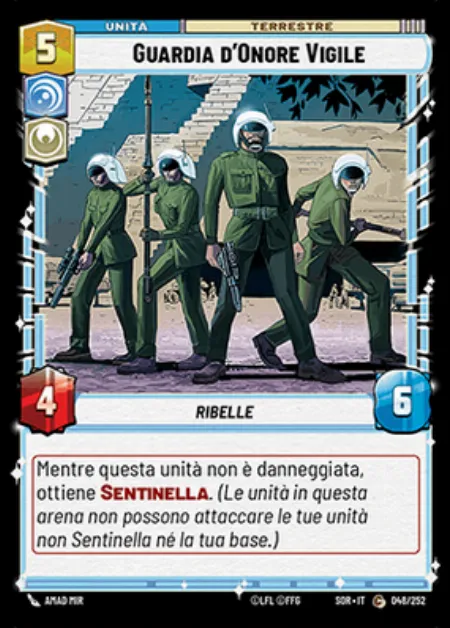 5
UNITÀ
TERRESTRE
GUARDIA D'ONORE VIGILE
4
RIBELLE
6
Mentre questa unità non è danneggiata,
ottiene SENTINELLA. (Le unità in questa
arena non possono attaccare le tue unità
non Sentinella né la tua base.)
AMAD MIR
©LFL ©FFG
SOR•IT
C
048/252